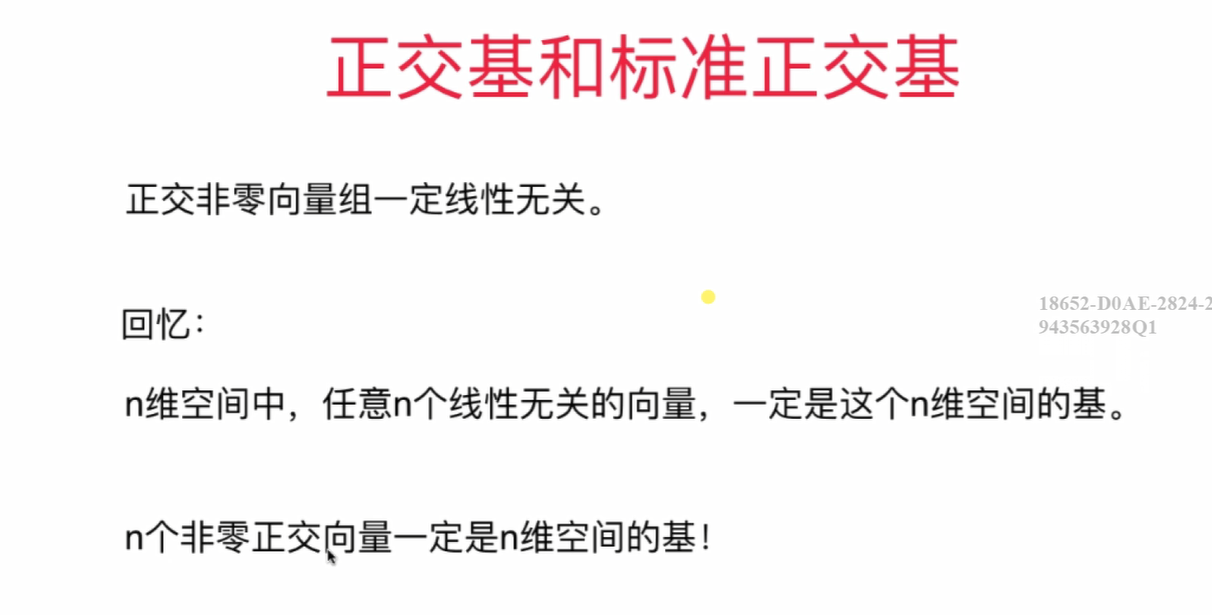 正交基和标准正交基
正交非零向量组一定线性无关。
回忆：
18652-D0AE-2824-2
943563928Q1
n维空间中，任意n个线性无关的向量，一定是这个n维空间的基。
n个非零正交向量一定是n维空间的基！